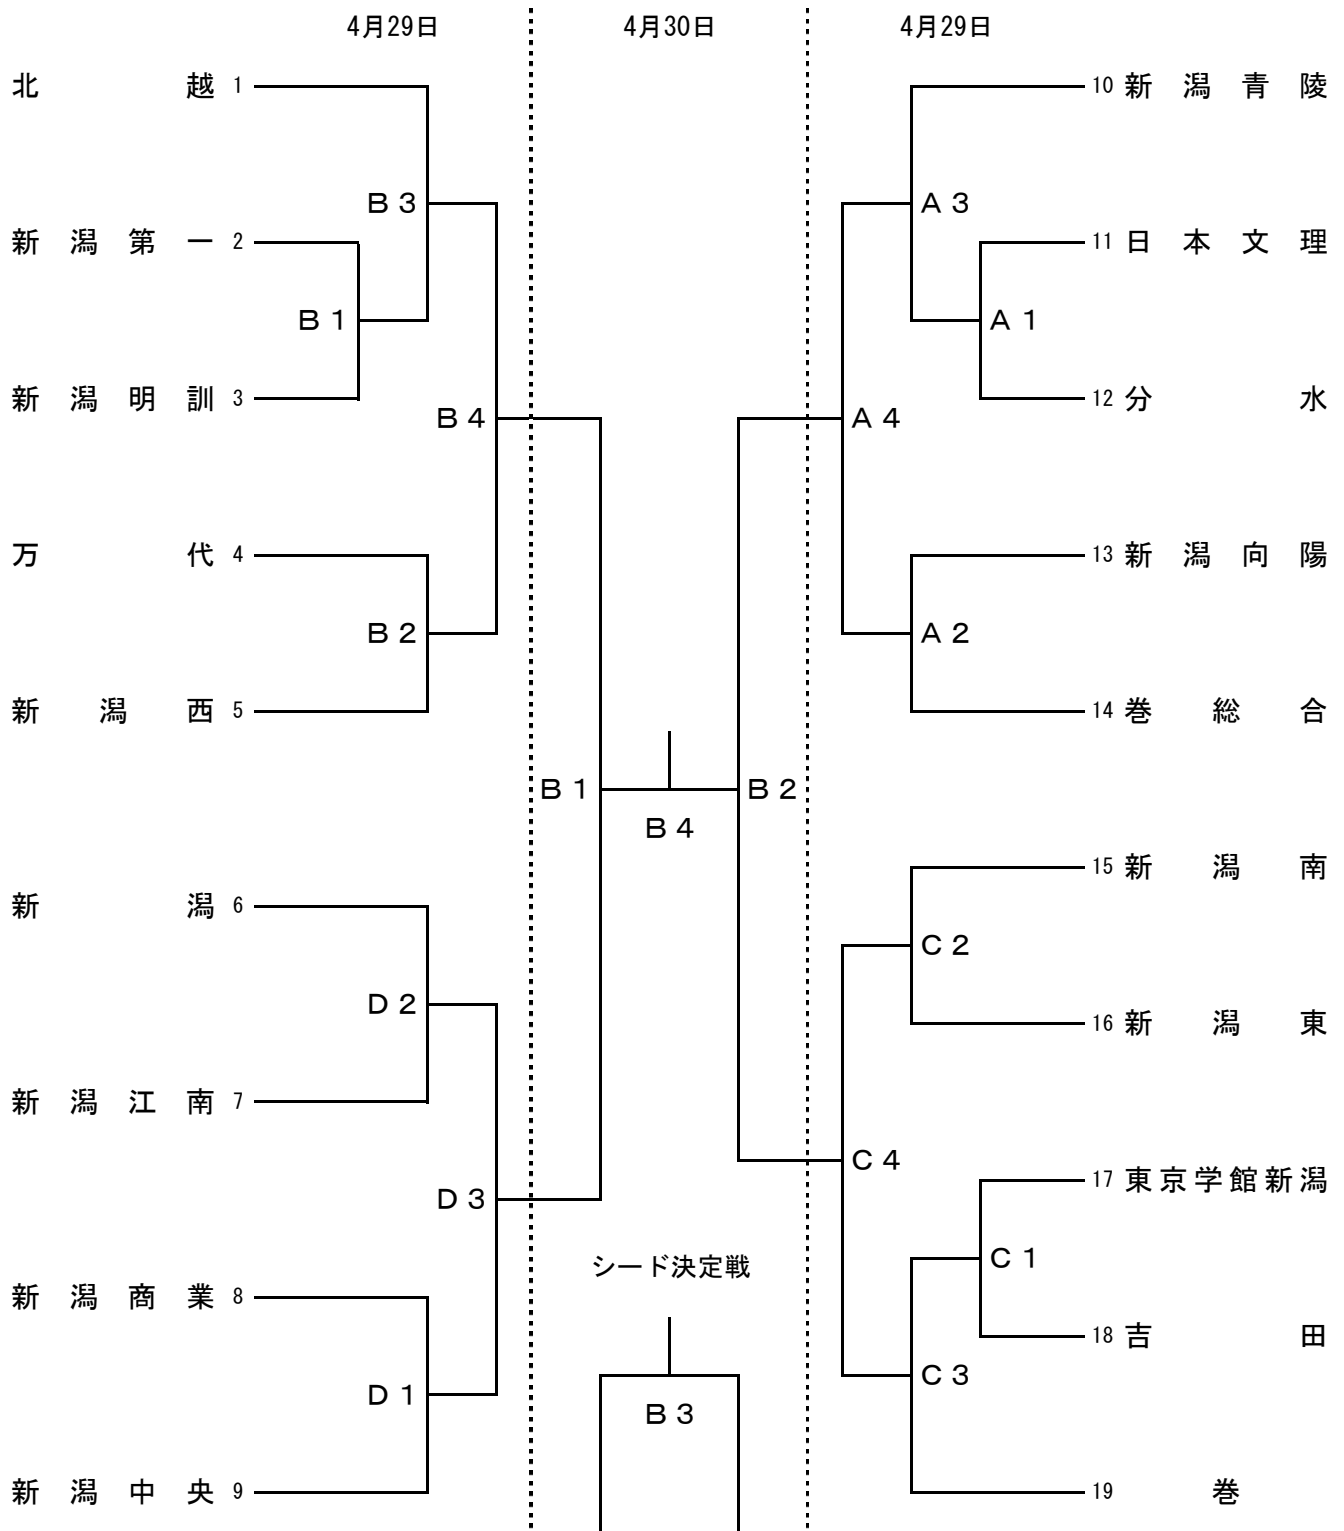 4月29日 4月30日 4月29日
北越 1 10 新潟青陵
B3 A3
新潟第一 2 11 日本文理
B1 A1
新潟明訓 3 12 分水
B4 A4
万代 4 13 新潟向陽
B2 A2
新潟西 5 14 巻総合
B1 B2
B4
15 新潟南
新潟 6
C2
D2
16 新潟東
新潟江南 7
C4
17 東京学館新潟
D3
C1
シード決定戦
新潟商業 8
18 吉田
C3
D1
B3
新潟中央 9 19 巻